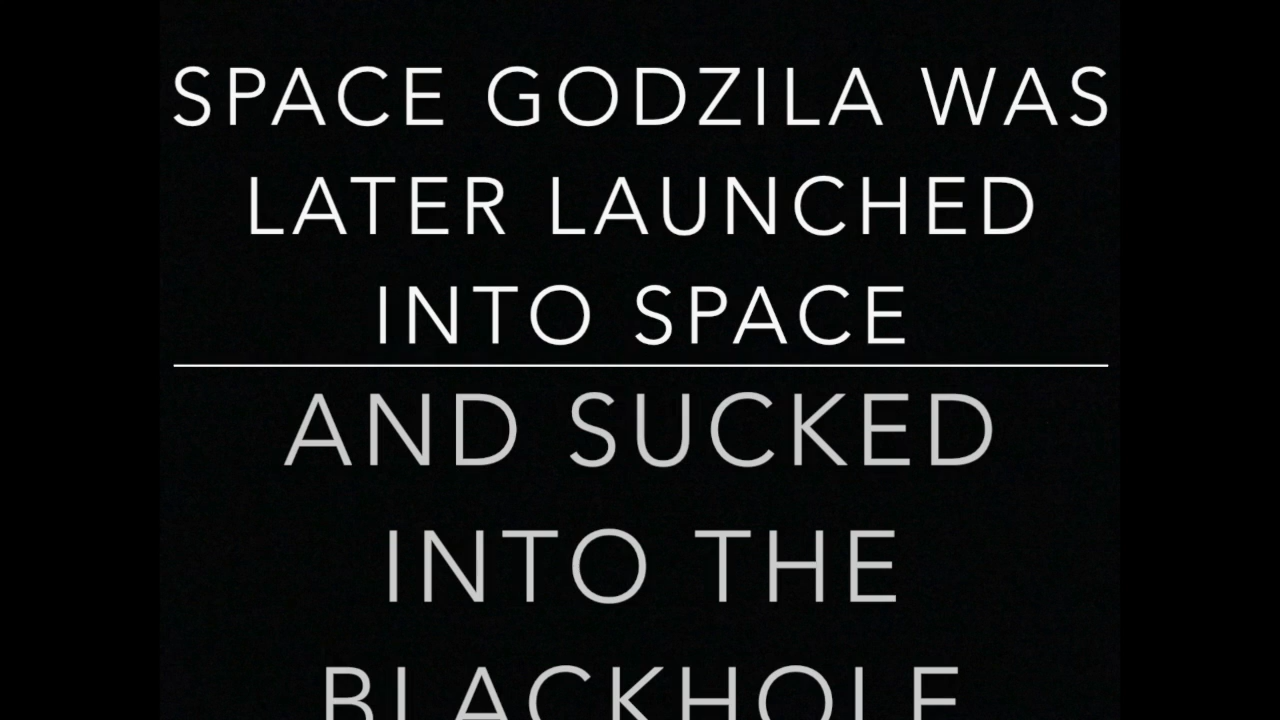 SPACE GODZILA WAS
LATER LAUNCHED
INTO SPACE
AND SUCKED
INTO THE
BLACKHOLE